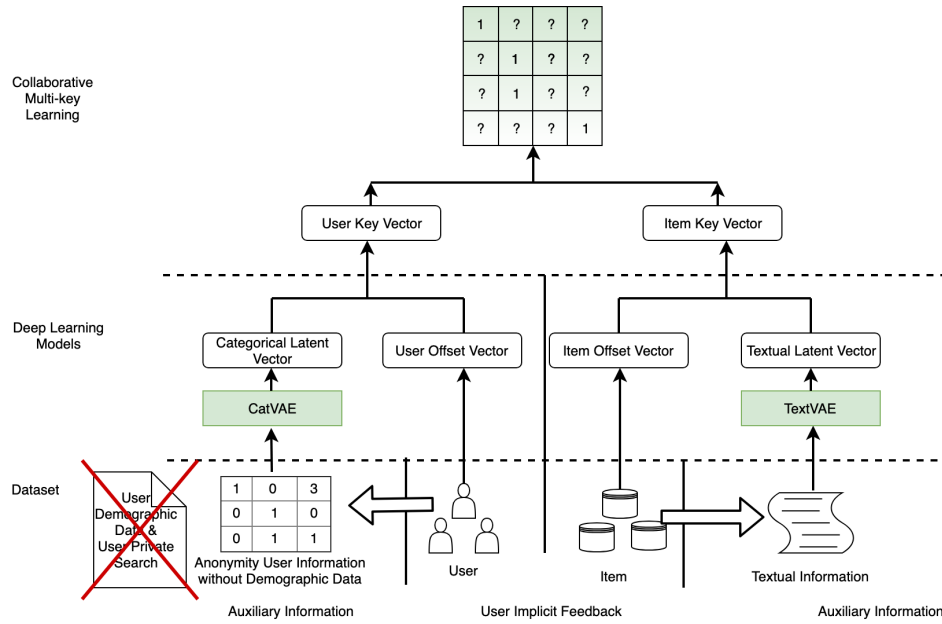 1 ? ? ?
? 1 ? ?
? 1 ? ?
? ? ? 1
Collaborative
Multi-key
Learning
User Key Vector
Item Key Vector
Deep Learning
Models
Categorical Latent
Vector
User Offset Vector
Item Offset Vector
Textual Latent Vector
CatVAE
TextVAE
Dataset
User
Demographic
Data &
User Private
Search
1 0 3
0 1 0
0 1 1
Anonymity User Information
without Demographic Data
User
Item
Textual Information
Auxiliary Information
User Implicit Feedback
Auxiliary Information